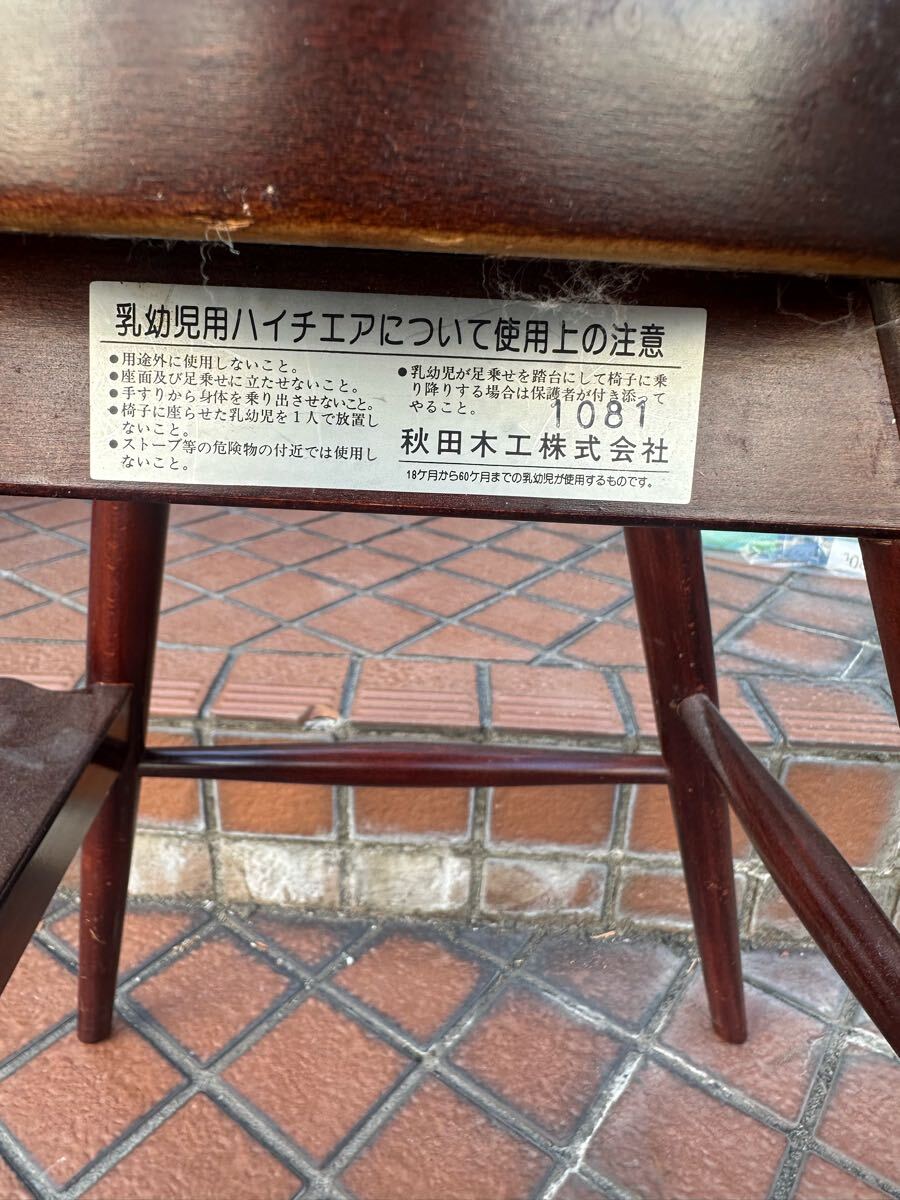 乳幼児用ハイチエアについて使用上の注意
●用途外に使用しないこと。
●座面及び足乗せに立たせないこと。
●手すりから身体を乗り出させないこと。
●椅子に座らせた乳幼児を1人で放置し
ないこと。
●ストーブ等の危険物の付近では使用し
ないこと。
●乳幼児が足乗せを踏台にして椅子に乗
り降りする場合は保護者が付き添って
やること。
1081
秋田木工株式会社
18ケ月から60ケ月までの乳幼児が使用するものです。